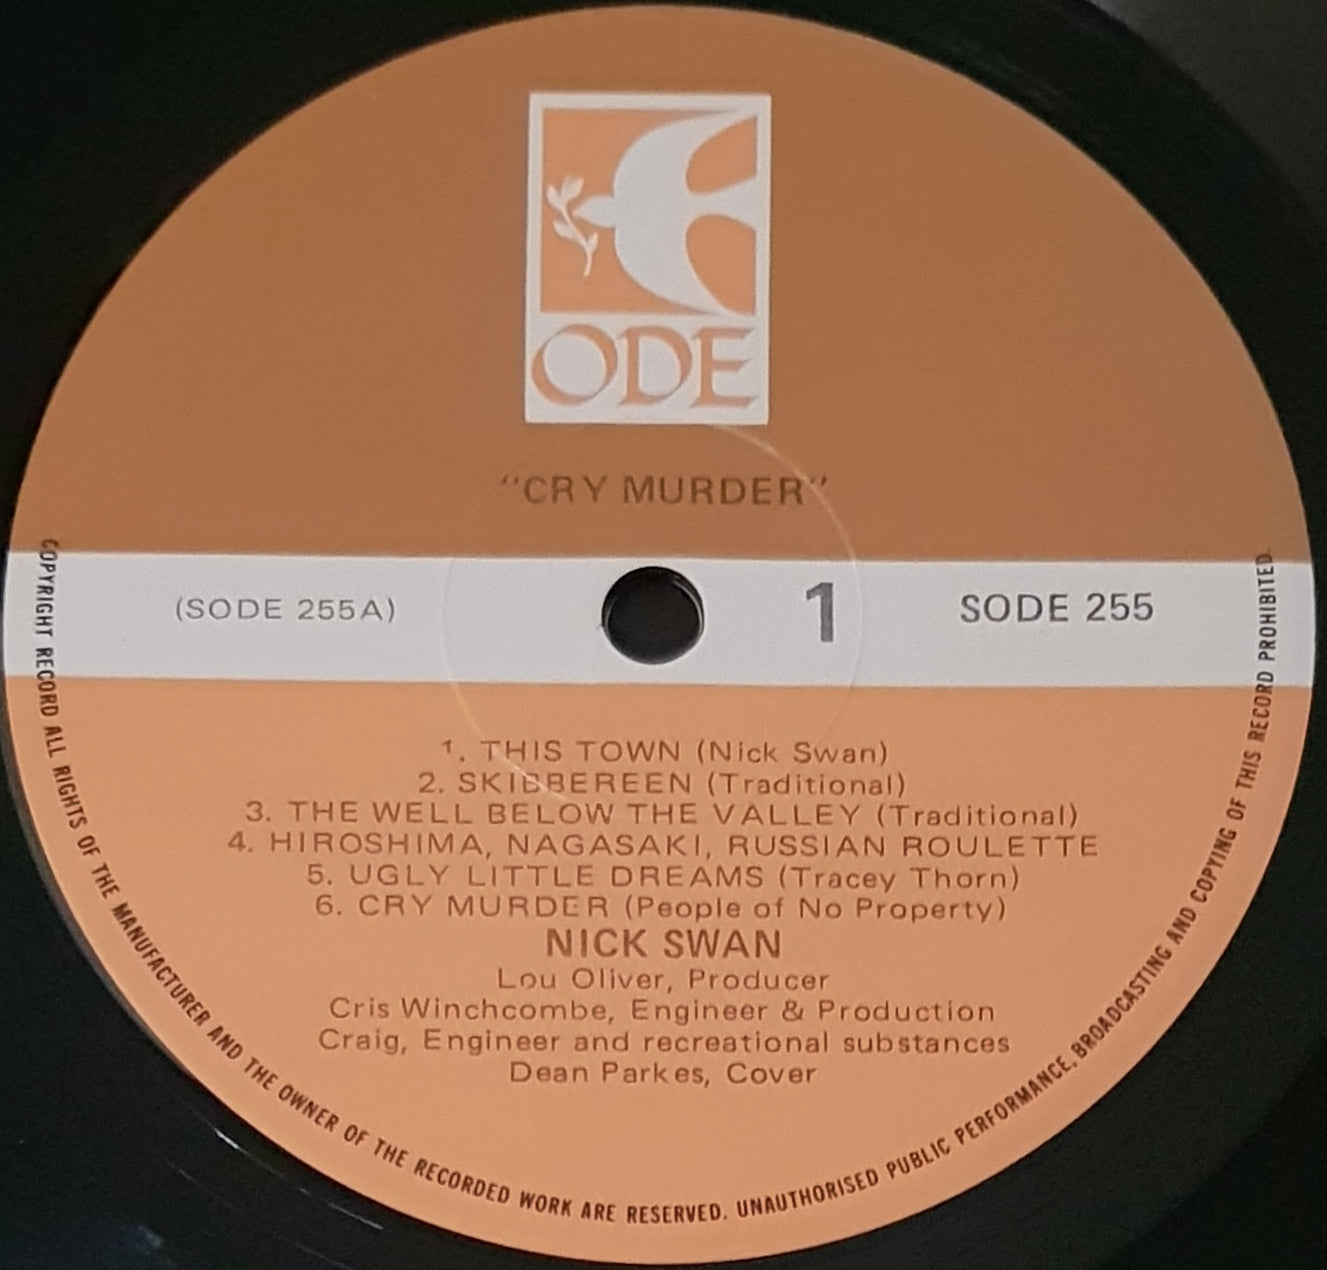 ODE
"CRY MURDER"
(SODE 255A)
1
SODE 255
1. THIS TOWN (Nick Swan)
2. SKIBBEREEN (Traditional)
3. THE WELL BELOW THE VALLEY (Traditional)
4. HIROSHIMA, NAGASAKI, RUSSIAN ROULETTE
5. UGLY LITTLE DREAMS (Tracey Thorn)
6. CRY MURDER (People of No Property)
NICK SWAN
Lou Oliver, Producer
Cris Winchcombe, Engineer & Production
Craig, Engineer and recreational substances
Dean Parkes, Cover
COPYRIGHT RECORD ALL RIGHTS OF THE MANUFACTURER AND THE OWNER OF THE RECORDED WORK ARE RESERVED. UNAUTHORISED PUBLIC PERFORMANCE, BROADCASTING AND COPYING OF THIS RECORD PROHIBITED.